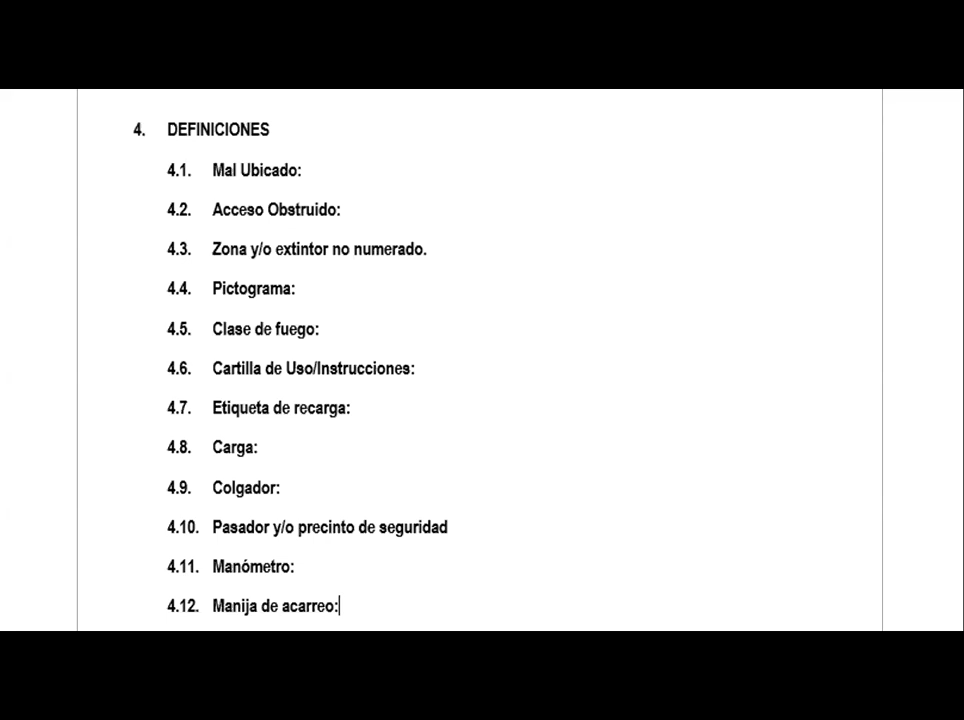 4. DEFINICIONES
4.1. Mal Ubicado:
4.2. Acceso Obstruido:
4.3. Zona y/o extintor no numerado.
4.4. Pictograma:
4.5. Clase de fuego:
4.6. Cartilla de Uso/Instrucciones:
4.7. Etiqueta de recarga:
4.8. Carga:
4.9. Colgador:
4.10. Pasador y/o precinto de seguridad
4.11. Manómetro:
4.12. Manija de acarreo: